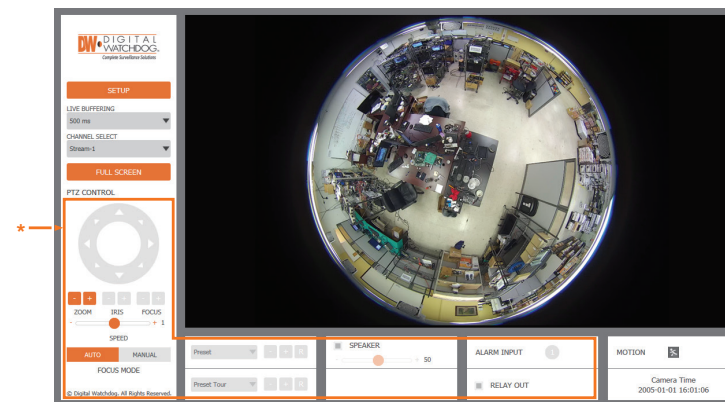 DW DIGITAL
WATCHDOG®
Complete Surveillance Solutions
SETUP
LIVE BUFFERING
500 ms
CHANNEL SELECT
Stream-1
FULL SCREEN
PTZ CONTROL
*
- + - + - +
ZOOM IRIS FOCUS
- + 1
SPEED
AUTO MANUAL
FOCUS MODE
© Digital Watchdog. All Rights Reserved.
Preset - + ×
Preset Tour - + ×
SPEAKER
- + 50
ALARM INPUT 1
RELAY OUT
MOTION
Camera Time
2005-01-01 16:01:06